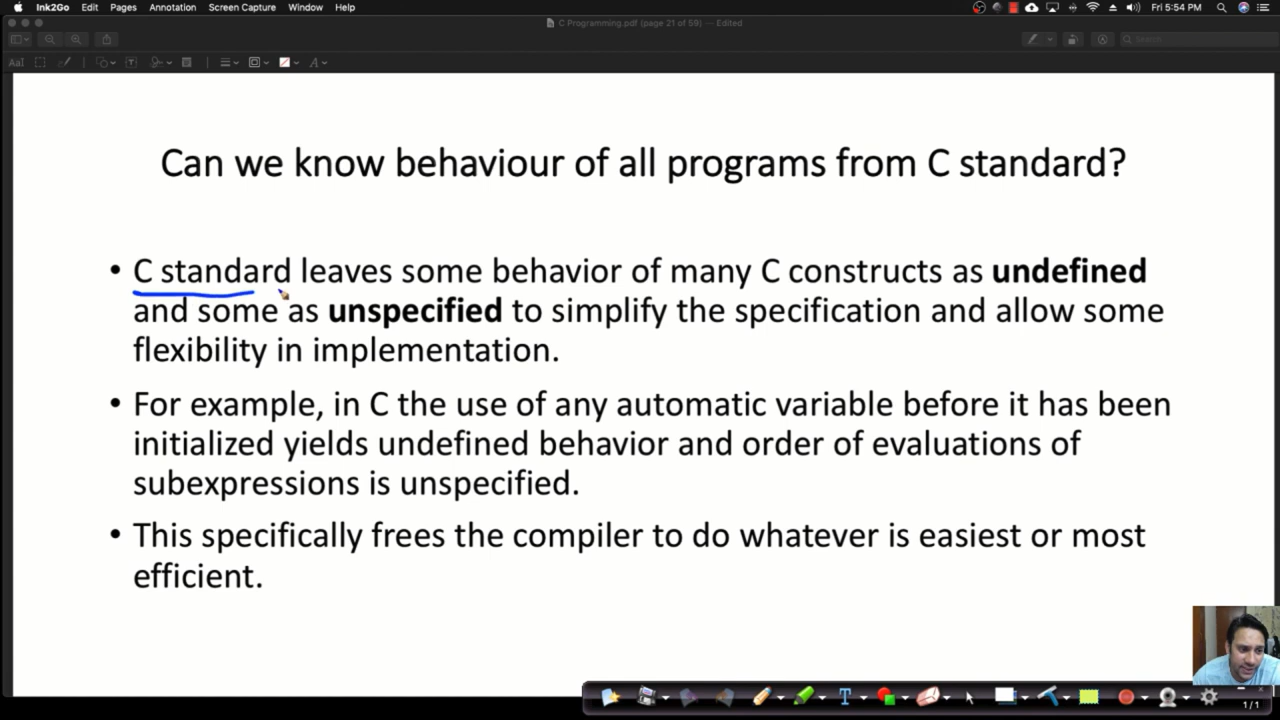 Ink2Go Edit Pages Annotation Screen Capture Window Help Fri 5:54 PM
C Programming.pdf (page 21 of 59) — Edited
Search
AaI T A
Can we know behaviour of all programs from C standard?
• C standard leaves some behavior of many C constructs as undefined
and some as unspecified to simplify the specification and allow some
flexibility in implementation.
• For example, in C the use of any automatic variable before it has been
initialized yields undefined behavior and order of evaluations of
subexpressions is unspecified.
• This specifically frees the compiler to do whatever is easiest or most
efficient.
T
1/1